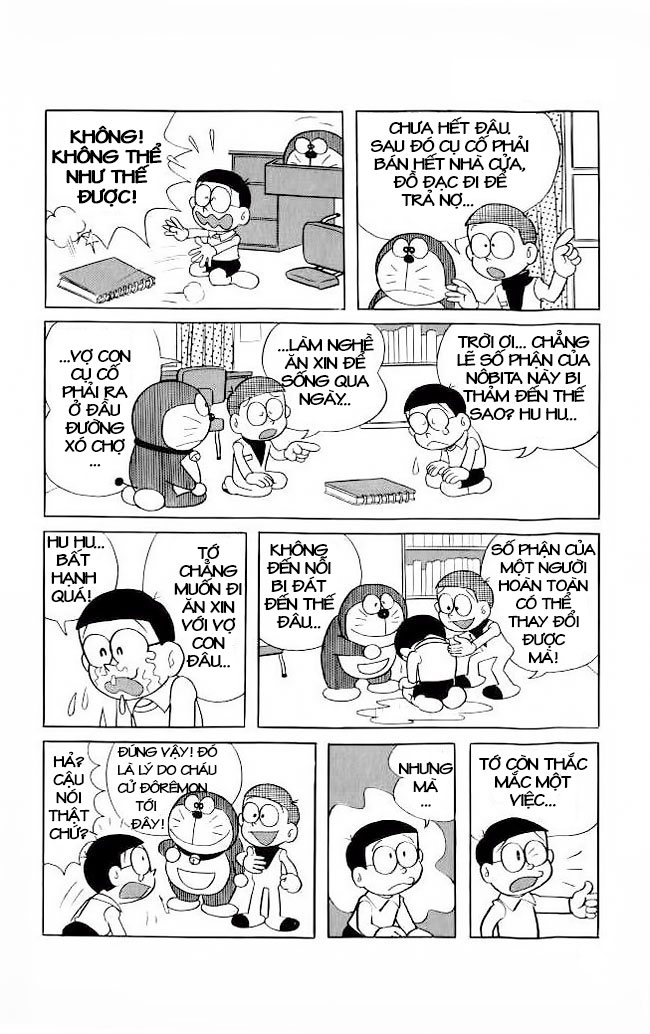 KHÔNG!
KHÔNG THỂ
NHƯ THẾ
ĐƯỢC!
CHƯA HẾT ĐÂU.
SAU ĐÓ CỤ CỐ PHẢI
BÁN HẾT NHÀ CỬA,
ĐỒ ĐẠC ĐI ĐỂ
TRẢ NỢ...
...VỢ CON
CỤ CỐ
PHẢI RA
Ở ĐẦU
ĐƯỜNG
XÓ CHỢ
...
...LÀM NGHỀ
ĂN XIN ĐỂ
SỐNG QUA
NGÀY...
TRỜI ƠI... CHẲNG
LẼ SỐ PHẬN CỦA
NÔBITA NÀY BỊ
THẢM ĐẾN THẾ
SAO? HU HU...
HU HU...
BẤT
HẠNH
QUÁ!
TỚ
CHẲNG
MUỐN ĐI
ĂN XIN
VỚI VỢ
CON
ĐÂU...
KHÔNG
ĐẾN NỖI
BỊ ĐÁT
ĐẾN THẾ
ĐÂU...
SỐ PHẬN CỦA
MỘT NGƯỜI
HOÀN TOÀN
CÓ THỂ
THAY ĐỔI
ĐƯỢC
MÀ!
HẢ?
CẬU
NÓI
THẬT
CHỨ?
ĐÚNG VẬY! ĐÓ
LÀ LÝ DO CHÁU
CỬ ĐÔRÊMON
TỚI
ĐÂY!
NHƯNG
MÀ
...
TỚ CÒN THẮC
MẮC MỘT
VIỆC...